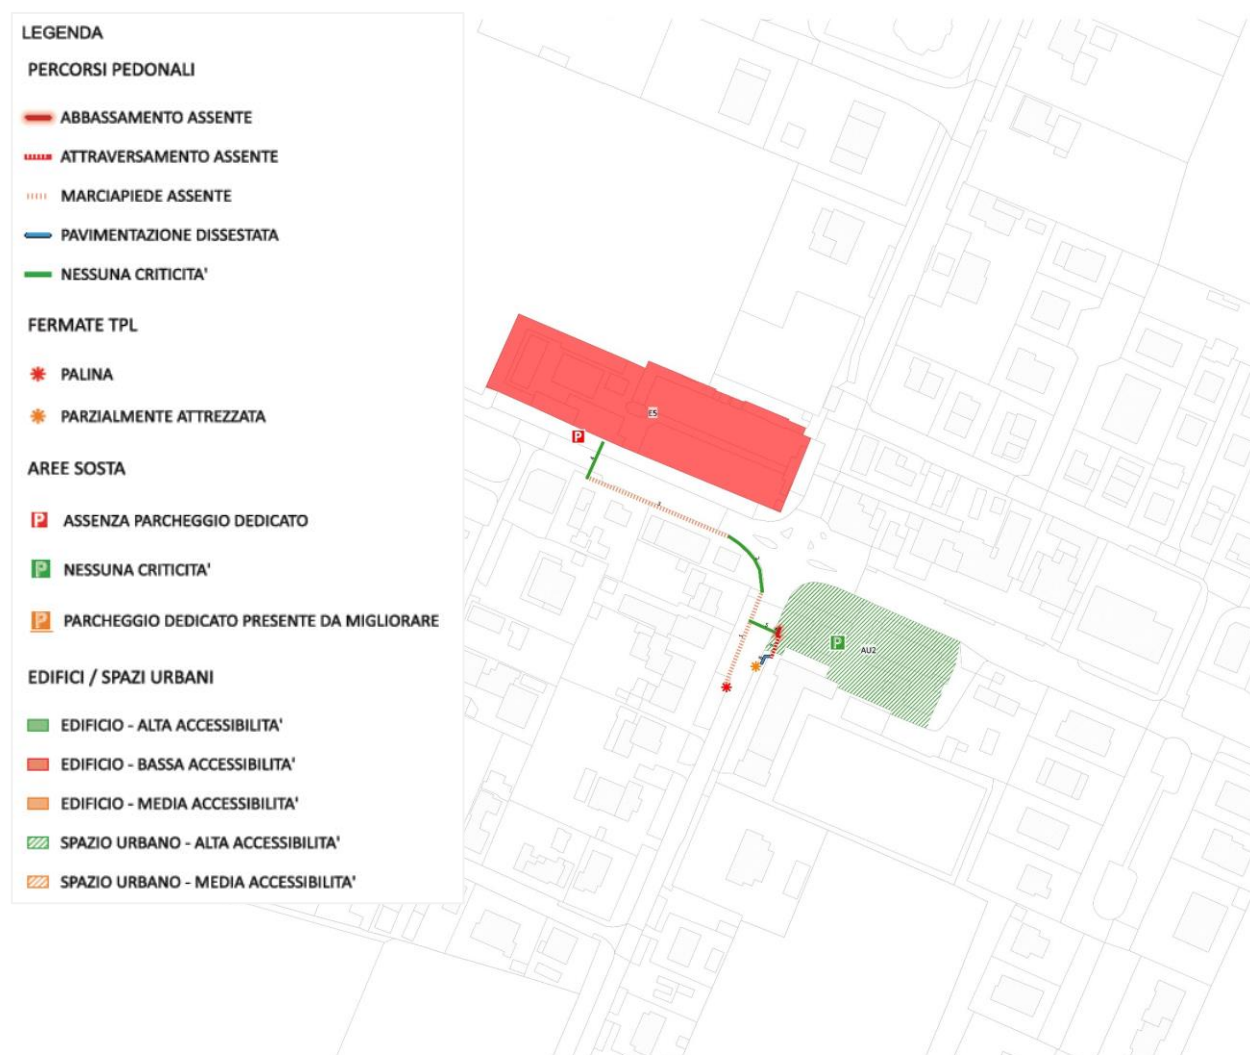 LEGENDA
PERCORSI PEDONALI
ABBASSAMENTO ASSENTE
ATTRAVERSAMENTO ASSENTE
MARCIAPIEDE ASSENTE
PAVIMENTAZIONE DISSESTATA
NESSUNA CRITICITA'
FERMATE TPL
PALINA
PARZIALMENTE ATTREZZATA
AREE SOSTA
P ASSENZA PARCHEGGIO DEDICATO
P NESSUNA CRITICITA'
P PARCHEGGIO DEDICATO PRESENTE DA MIGLIORARE
EDIFICI / SPAZI URBANI
EDIFICIO - ALTA ACCESSIBILITA'
EDIFICIO - BASSA ACCESSIBILITA'
EDIFICIO - MEDIA ACCESSIBILITA'
SPAZIO URBANO - ALTA ACCESSIBILITA'
SPAZIO URBANO - MEDIA ACCESSIBILITA'
E5
P
P
AU2